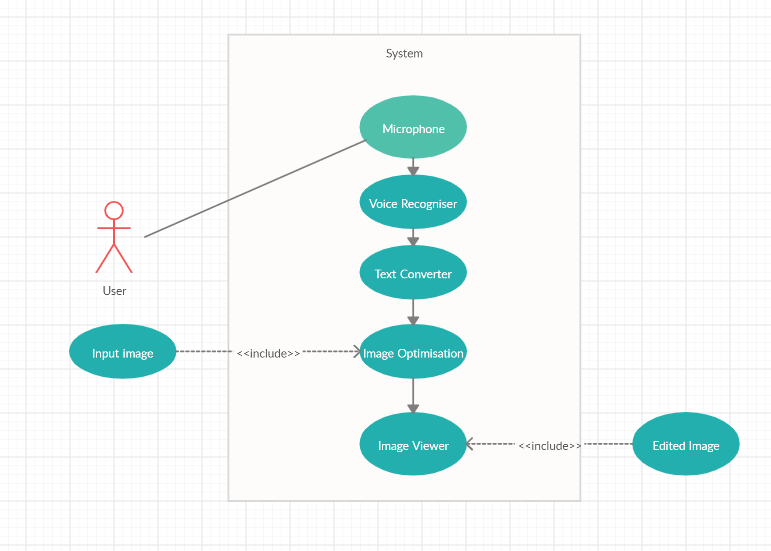 System
Microphone
Voice Recogniser
Text Converter
User
Input image
<<include>>
Image Optimisation
Image Viewer
<<include>>
Edited Image